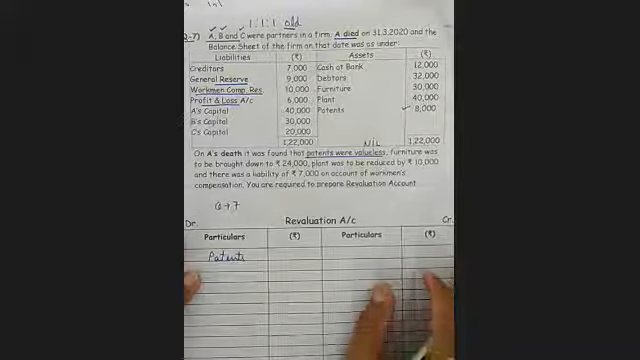 1:1:1 old
Q-7) A, B and C were partners in a firm. A died on 31.3.2020 and the
Balance Sheet of the firm on that date was as under:
Liabilities (₹) Assets (₹)
Creditors 7,000 Cash at Bank 12,000
General Reserve 9,000 Debtors 32,000
Workmen Comp. Res. 10,000 Furniture 30,000
Profit & Loss A/c 6,000 Plant 40,000
A's Capital 40,000 Patents 8,000
B's Capital 30,000
C's Capital 20,000
1,22,000 NIL 1,22,000
On A's death it was found that patents were valueless, furniture was
to be brought down to ₹ 24,000, plant was to be reduced by ₹ 10,000
and there was a liability of ₹ 7,000 on account of workmen's
compensation. You are required to prepare Revaluation Account
Q → 7
Dr. Revaluation A/c Cr.
Particulars (₹) Particulars (₹)
Patents